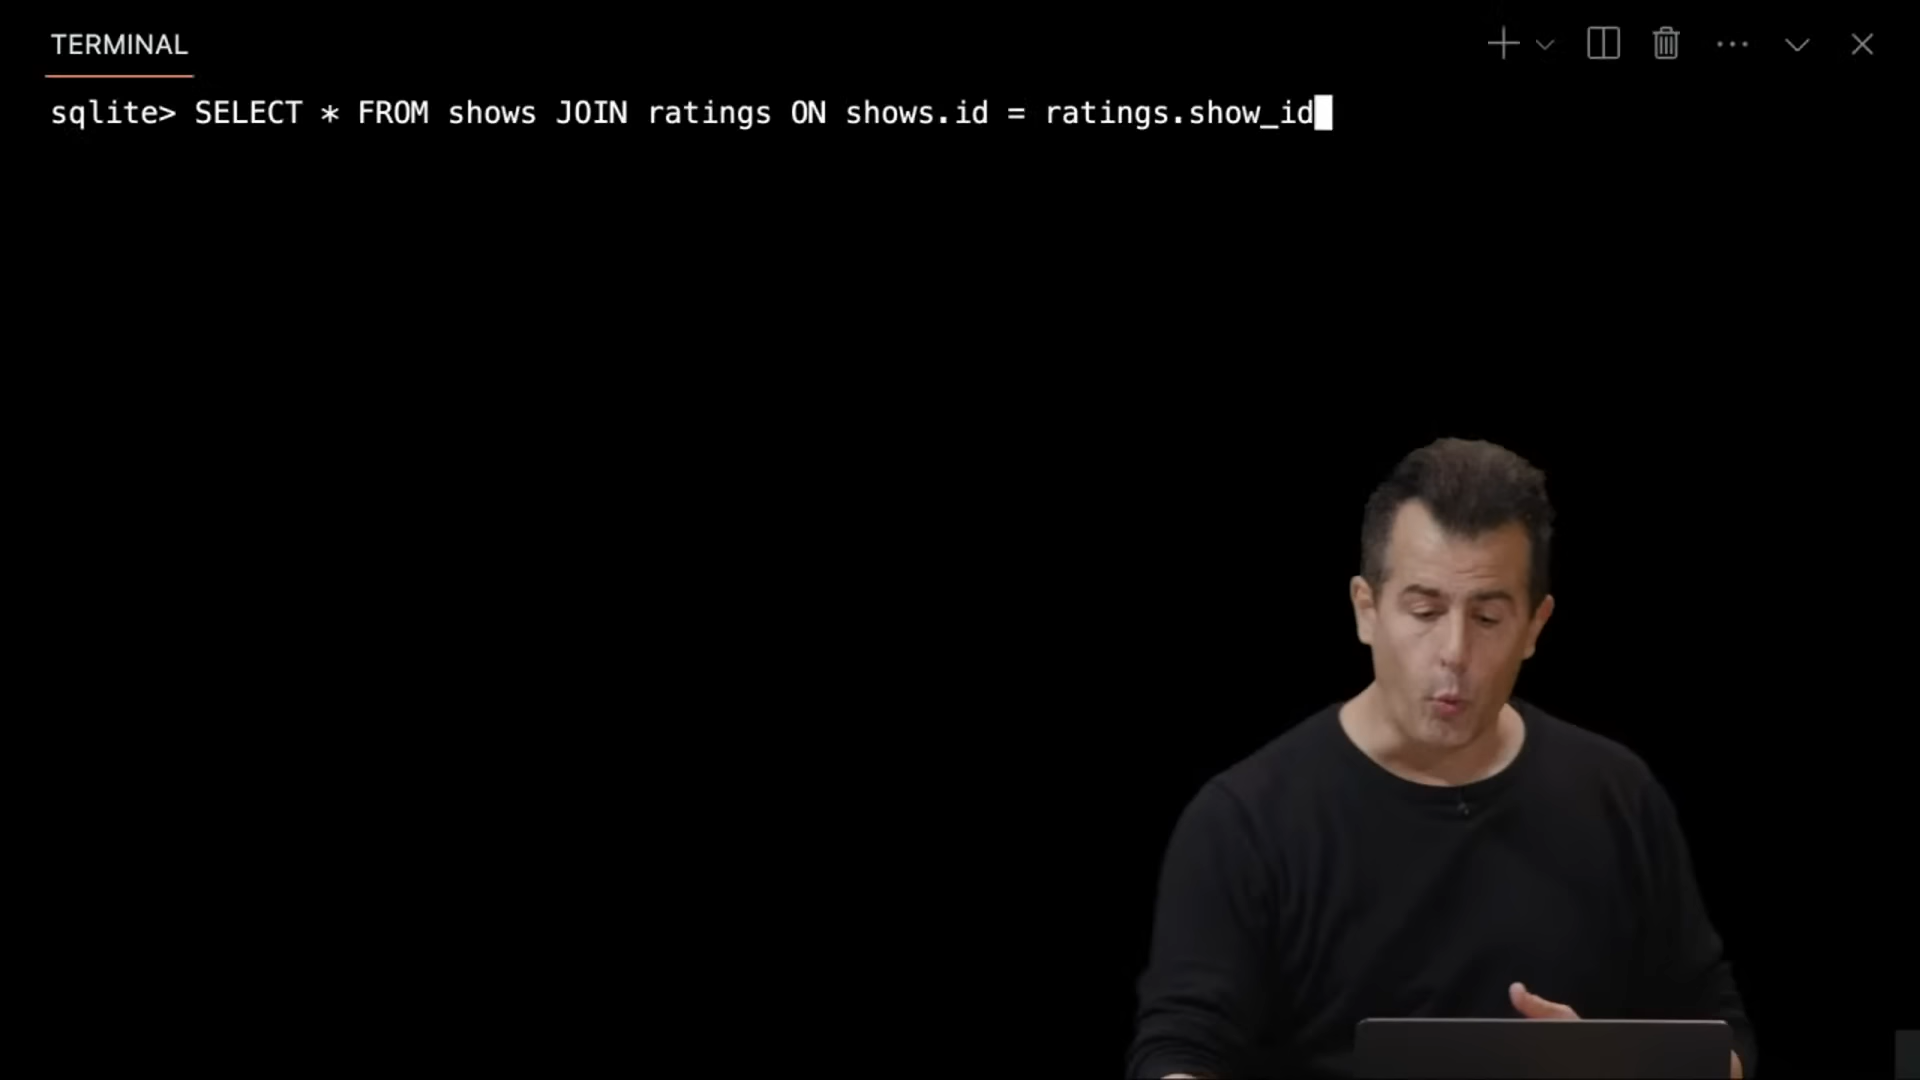 TERMINAL
sqlite> SELECT * FROM shows JOIN ratings ON shows.id = ratings.show_id